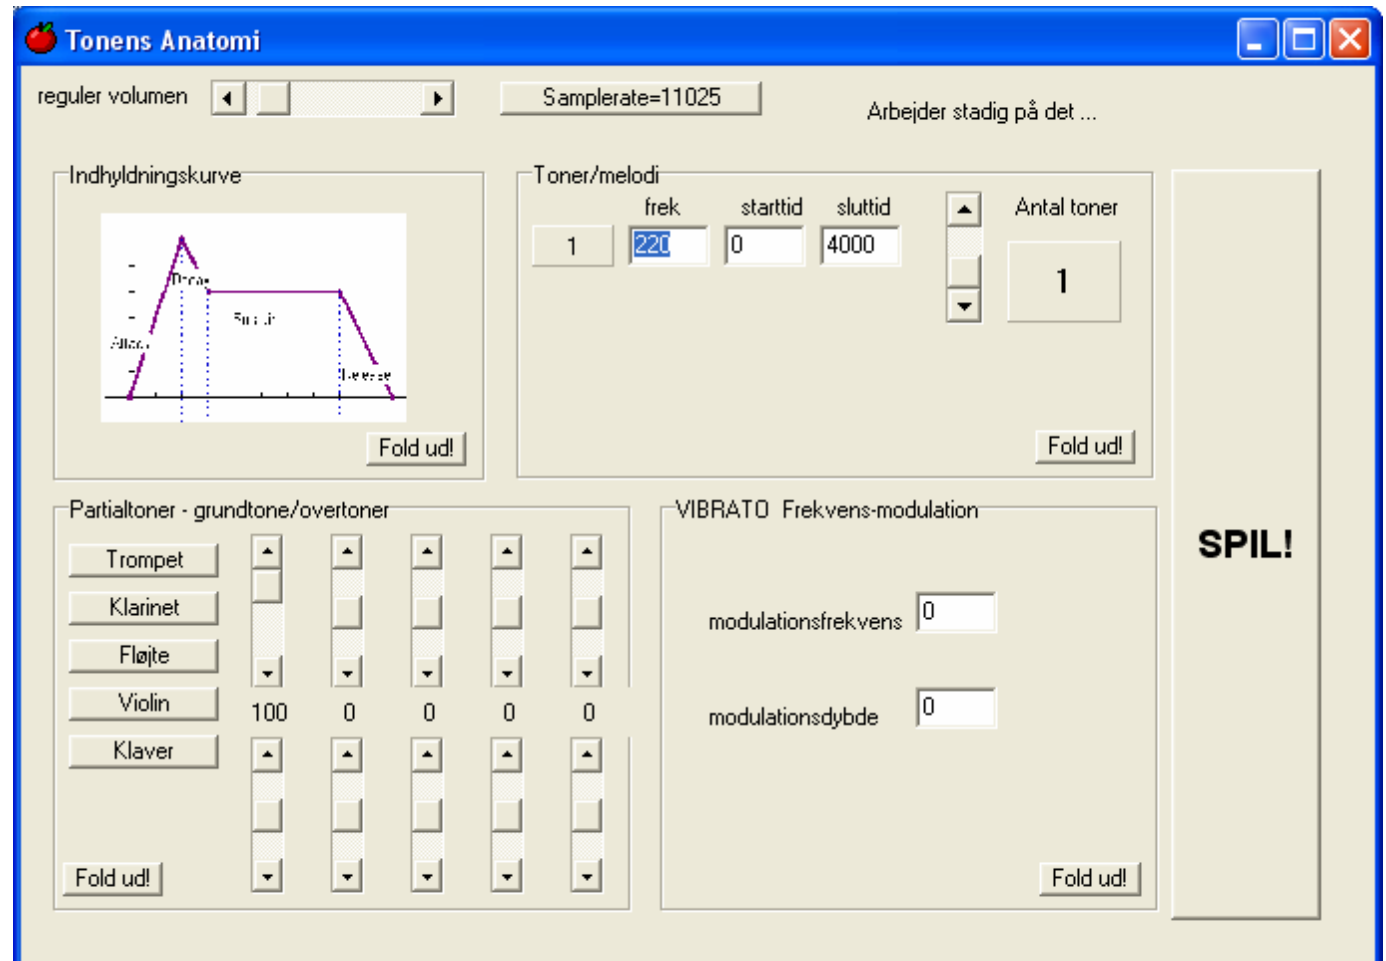 Tonens Anatomi
reguler volumen
Samplerate=11025
Arbejder stadig på det ...
Indhyldningskurve
Fold ud!
Toner/melodi
frek starttid sluttid Antal toner
1 220 0 4000 1
Fold ud!
Partialtoner - grundtone/overtoner
Trompet
Klarinet
Fløjte
Violin
100 0 0 0 0
Klaver
Fold ud!
VIBRATO Frekvens-modulation
modulationsfrekvens 0
modulationsdybde 0
Fold ud!
SPIL!